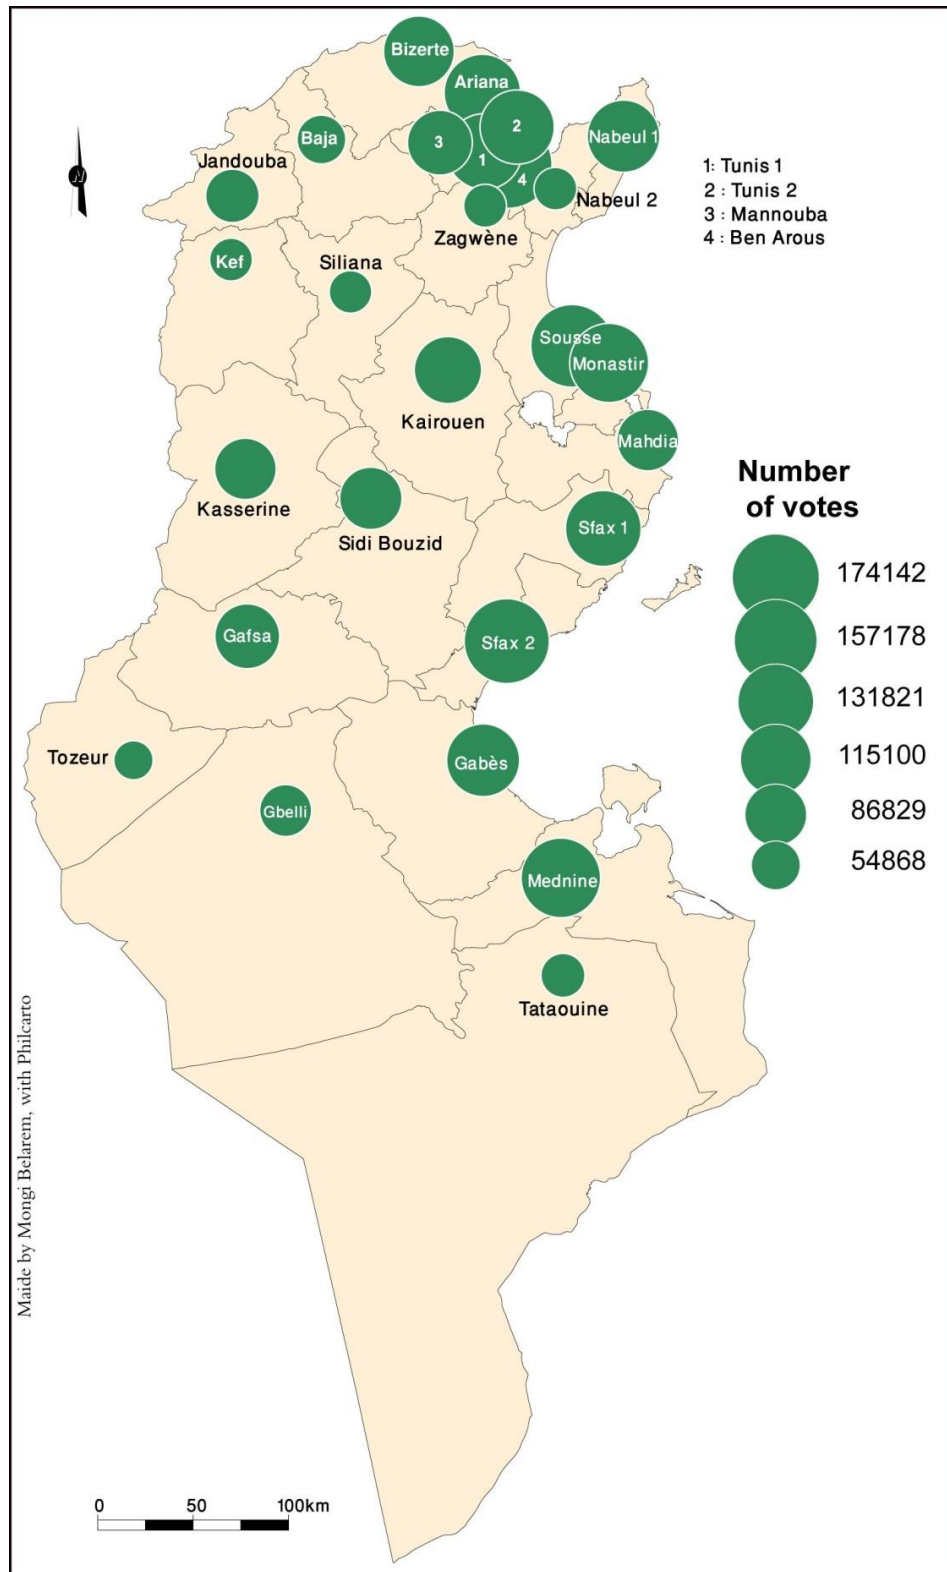 Bizerte
Ariana
2
Nabeul 1
Baja
3
1
Jandouba
4
Nabeul 2
1: Tunis 1
2 : Tunis 2
3 : Mannouba
4 : Ben Arous
N
Zagwène
Kef
Siliana
Sousse
Monastir
Kairouen
Mahdia
Kasserine
Sidi Bouzid
Sfax 1
Number
of votes
174142
157178
131821
115100
86829
54868
Gafsa
Sfax 2
Tozeur
Gabès
Gbelli
Mednine
Tataouine
Maide by Mongi Belarem, with Philcarto
0 50 100km